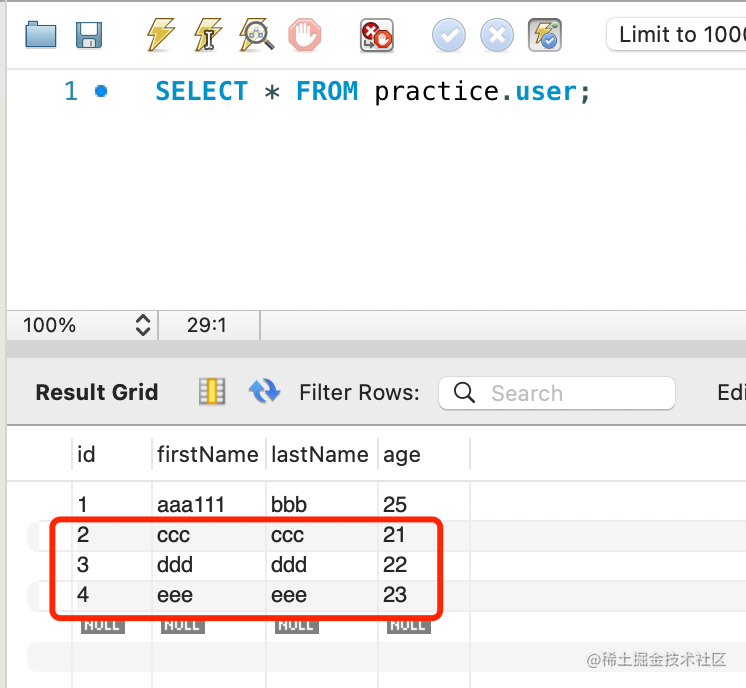 Limit to 100
1 SELECT * FROM practice.user;
100% 29:1
Result Grid Filter Rows: Search Edi
id firstName lastName age
1 aaa111 bbb 25
2 ccc ccc 21
3 ddd ddd 22
4 eee eee 23
NULL NULL NULL NULL
@稀土掘金技术社区